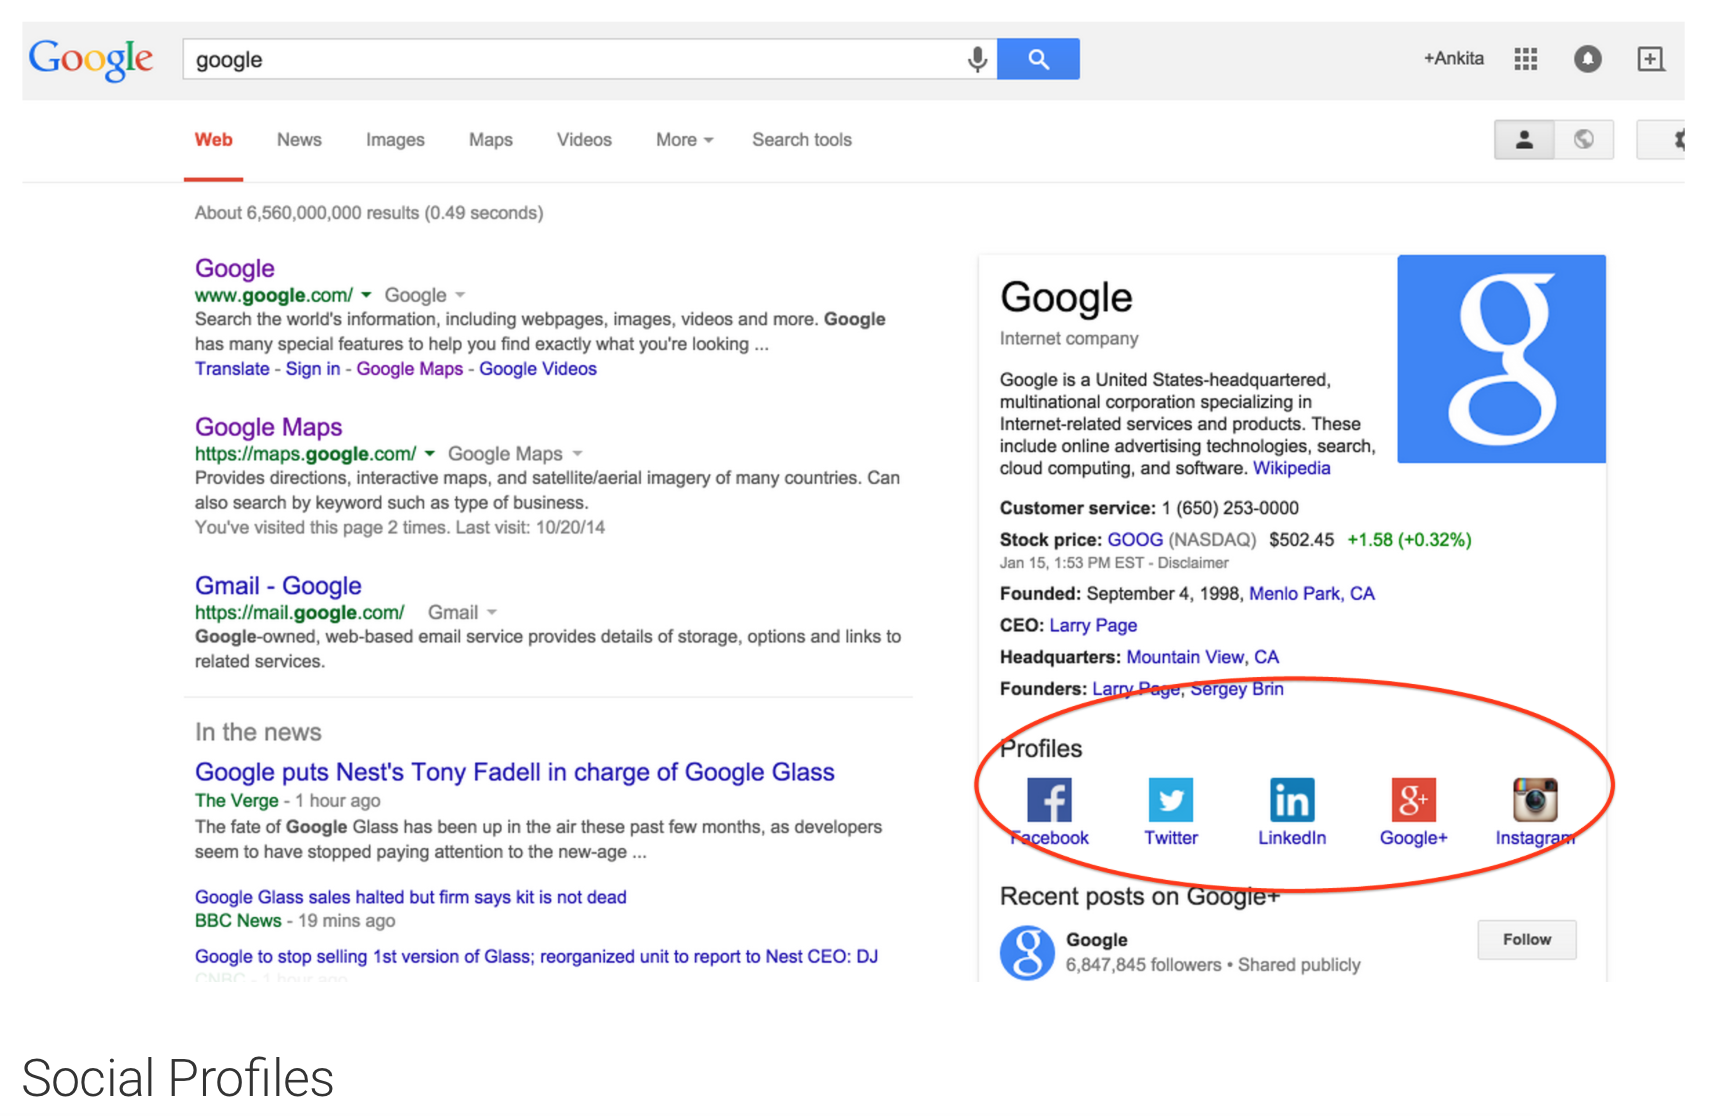 Google
google
+Ankita
Web News Images Maps Videos More Search tools
About 6,560,000,000 results (0.49 seconds)
Google
www.google.com/ Google
Search the world's information, including webpages, images, videos and more. Google
has many special features to help you find exactly what you're looking ...
Translate - Sign in - Google Maps - Google Videos
Google Maps
https://maps.google.com/ Google Maps
Provides directions, interactive maps, and satellite/aerial imagery of many countries. Can
also search by keyword such as type of business.
You've visited this page 2 times. Last visit: 10/20/14
Gmail - Google
https://mail.google.com/ Gmail
Google-owned, web-based email service provides details of storage, options and links to
related services.
In the news
Google puts Nest's Tony Fadell in charge of Google Glass
The Verge - 1 hour ago
The fate of Google Glass has been up in the air these past few months, as developers
seem to have stopped paying attention to the new-age ...
Google Glass sales halted but firm says kit is not dead
BBC News - 19 mins ago
Google to stop selling 1st version of Glass; reorganized unit to report to Nest CEO: DJ
CNBC - 1 hour ago
Google
Internet company
Google is a United States-headquartered,
multinational corporation specializing in
Internet-related services and products. These
include online advertising technologies, search,
cloud computing, and software. Wikipedia
g
Customer service: 1 (650) 253-0000
Stock price: GOOG (NASDAQ) $502.45 +1.58 (+0.32%)
Jan 15, 1:53 PM EST - Disclaimer
Founded: September 4, 1998, Menlo Park, CA
CEO: Larry Page
Headquarters: Mountain View, CA
Founders: Larry Page, Sergey Brin
Profiles
f in g+
Facebook Twitter LinkedIn Google+ Instagram
Recent posts on Google+
g
Google
6,847,845 followers • Shared publicly
Follow
Social Profiles